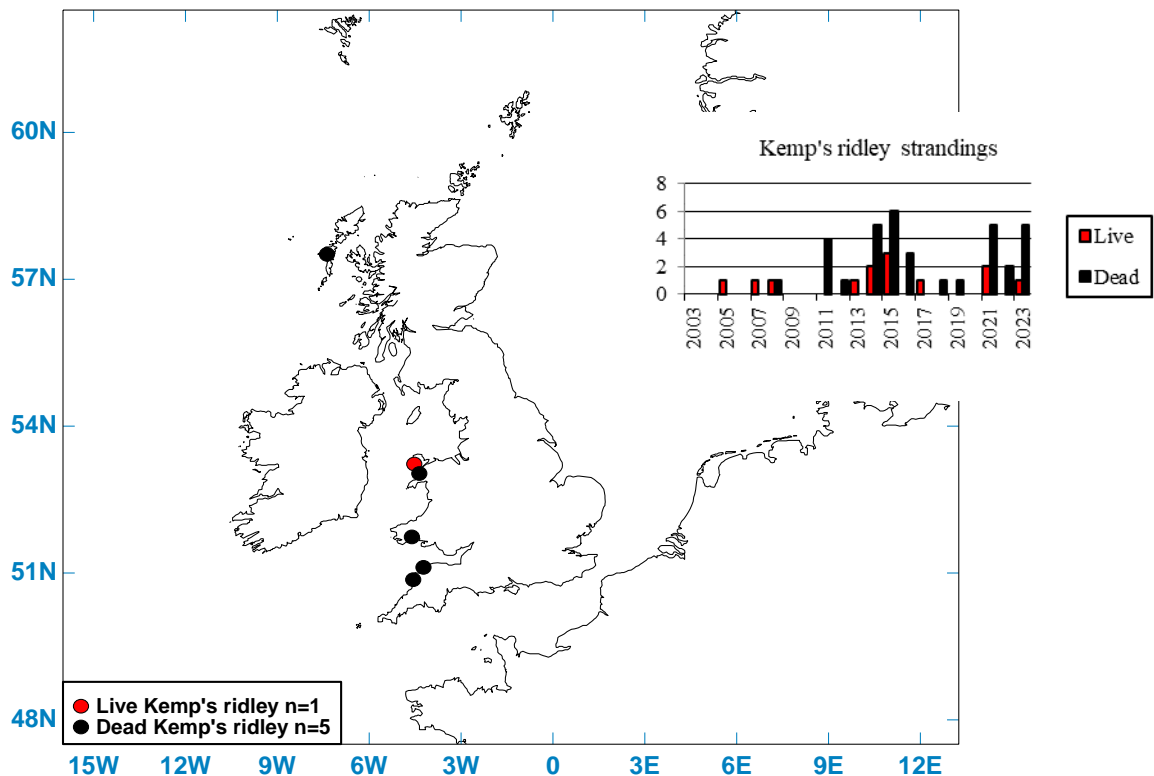 60N
57N
54N
51N
48N
15W 12W 9W 6W 3W 0 3E 6E 9E 12E
Kemp's ridley strandings
8
6
4
2
0
2003 2005 2007 2009 2011 2013 2015 2017 2019 2021 2023
Live
Dead
Live Kemp's ridley n=1
Dead Kemp's ridley n=5